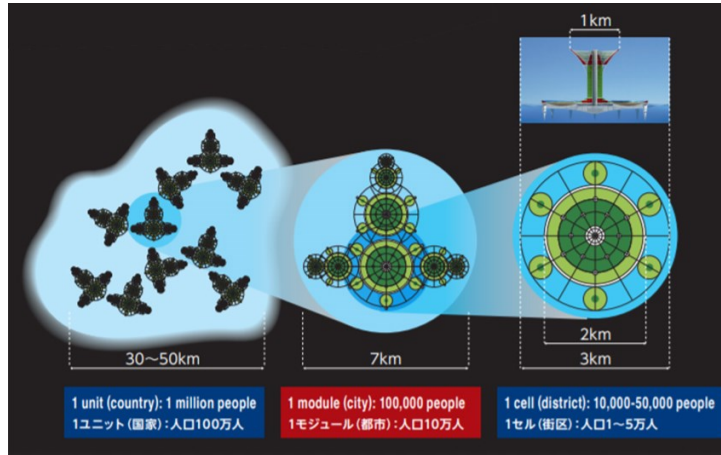 1km
30～50km
7km
2km
3km
1 unit (country): 1 million people
1ユニット（国家）：人口100万人
1 module (city): 100,000 people
1モジュール（都市）：人口10万人
1 cell (district): 10,000-50,000 people
1セル（街区）：人口1～5万人